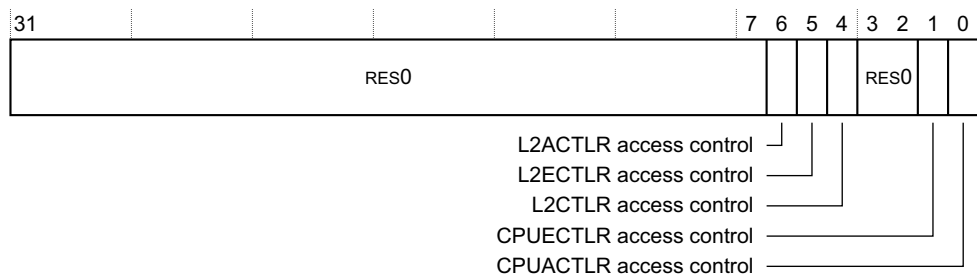 31 7 6 5 4 3 2 1 0
RES0 RES0
L2ACTLR access control
L2ECTLR access control
L2CTLR access control
CPUECTLR access control
CPUACTLR access control